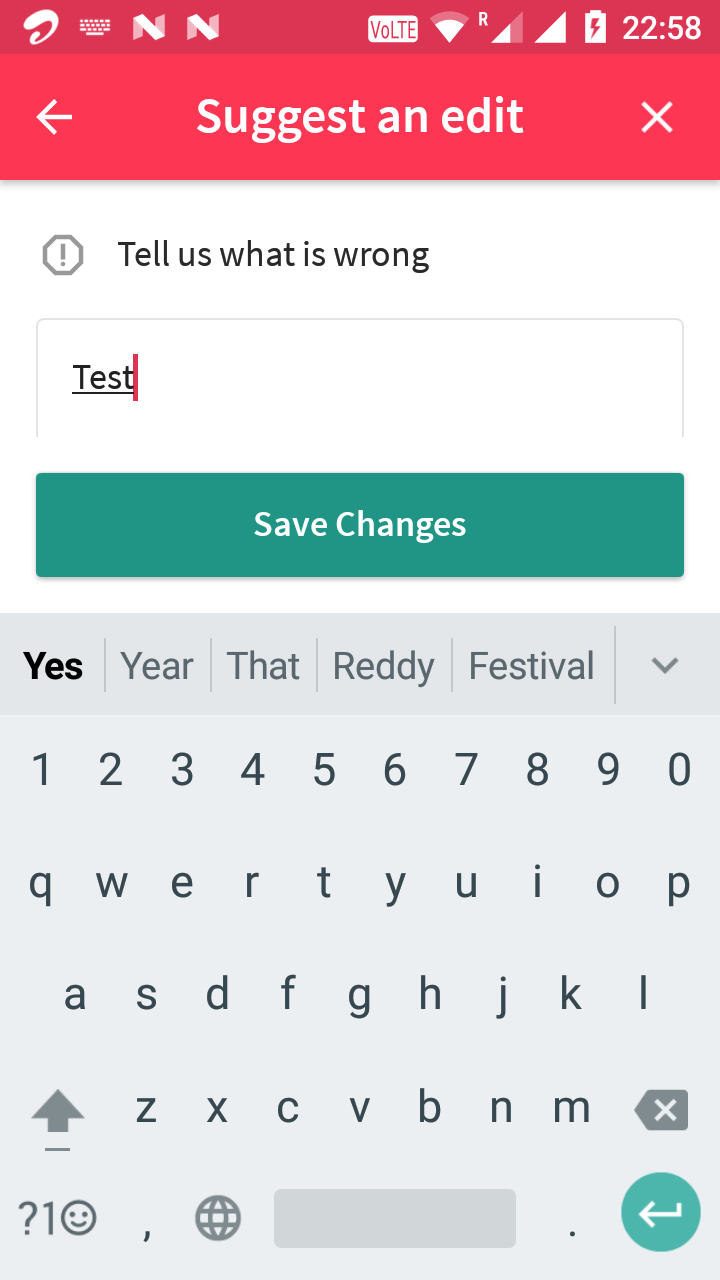 VoLTE R 22:58
Suggest an edit
Tell us what is wrong
Test
Save Changes
Yes Year That Reddy Festival
1 2 3 4 5 6 7 8 9 0
q w e r t y u i o p
a s d f g h j k l
z x c v b n m
?1☺ , .